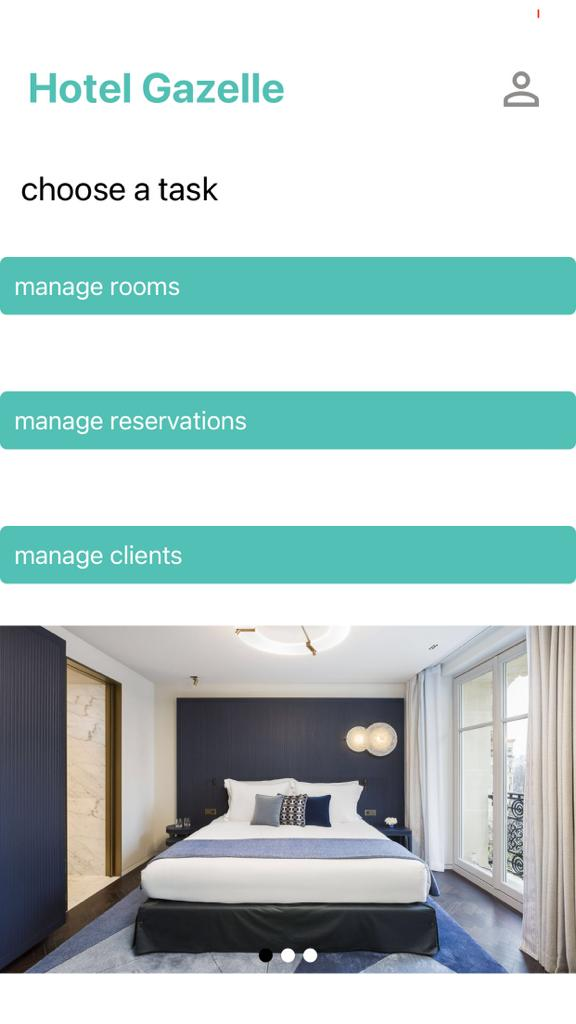 Hotel Gazelle
choose a task
manage rooms
manage reservations
manage clients